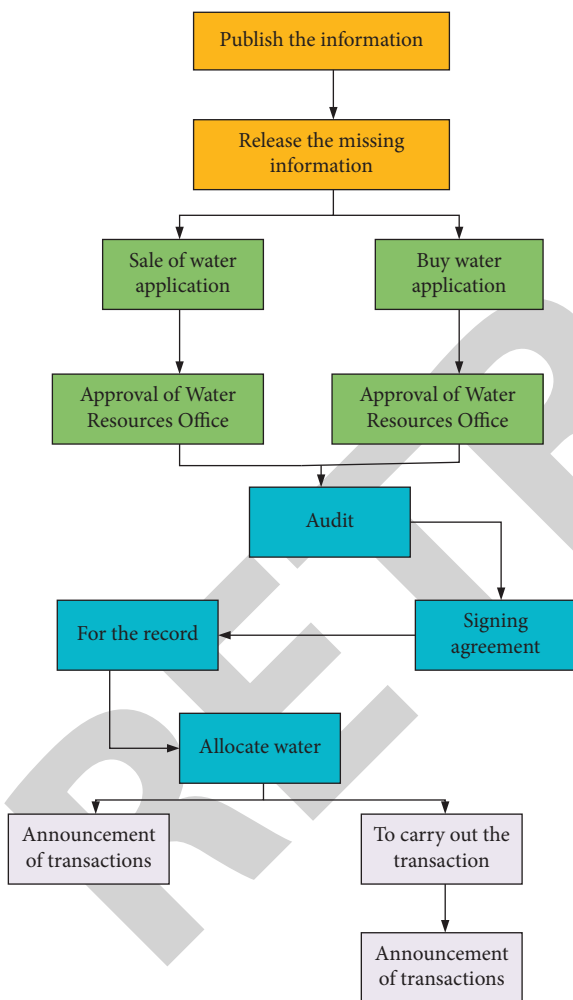 Publish the information
Release the missing
information
Sale of water
application
Buy water
application
Approval of Water
Resources Office
Approval of Water
Resources Office
Audit
Signing
agreement
For the record
Allocate water
Announcement
of transactions
To carry out the
transaction
Announcement
of transactions